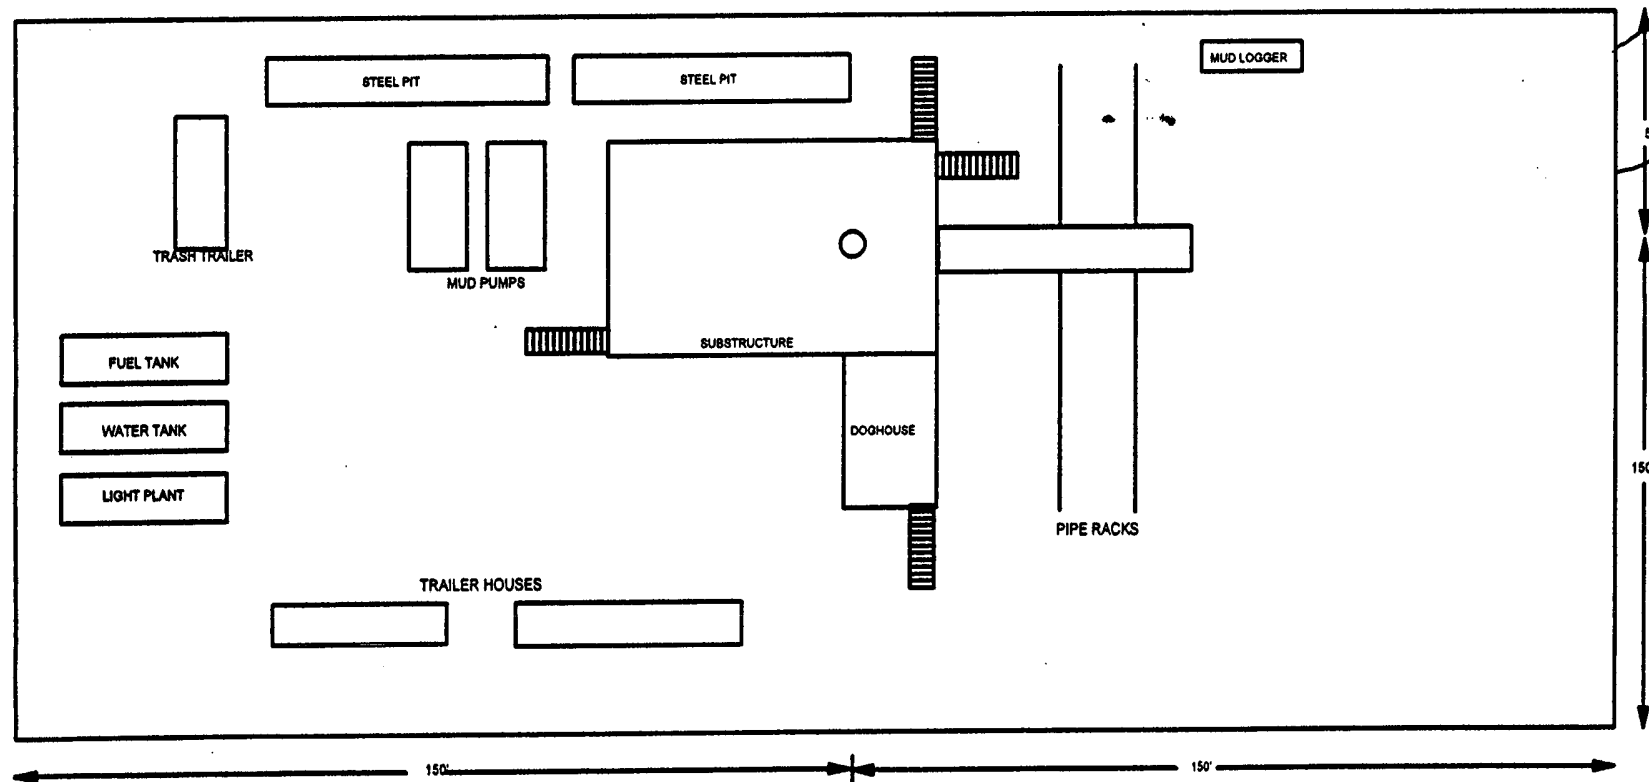 MUD LOGGER
STEEL PIT
STEEL PIT
TRASH TRAILER
MUD PUMPS
SUBSTRUCTURE
FUEL TANK
WATER TANK
DOGHOUSE
LIGHT PLANT
PIPE RACKS
TRAILER HOUSES
150'
150'